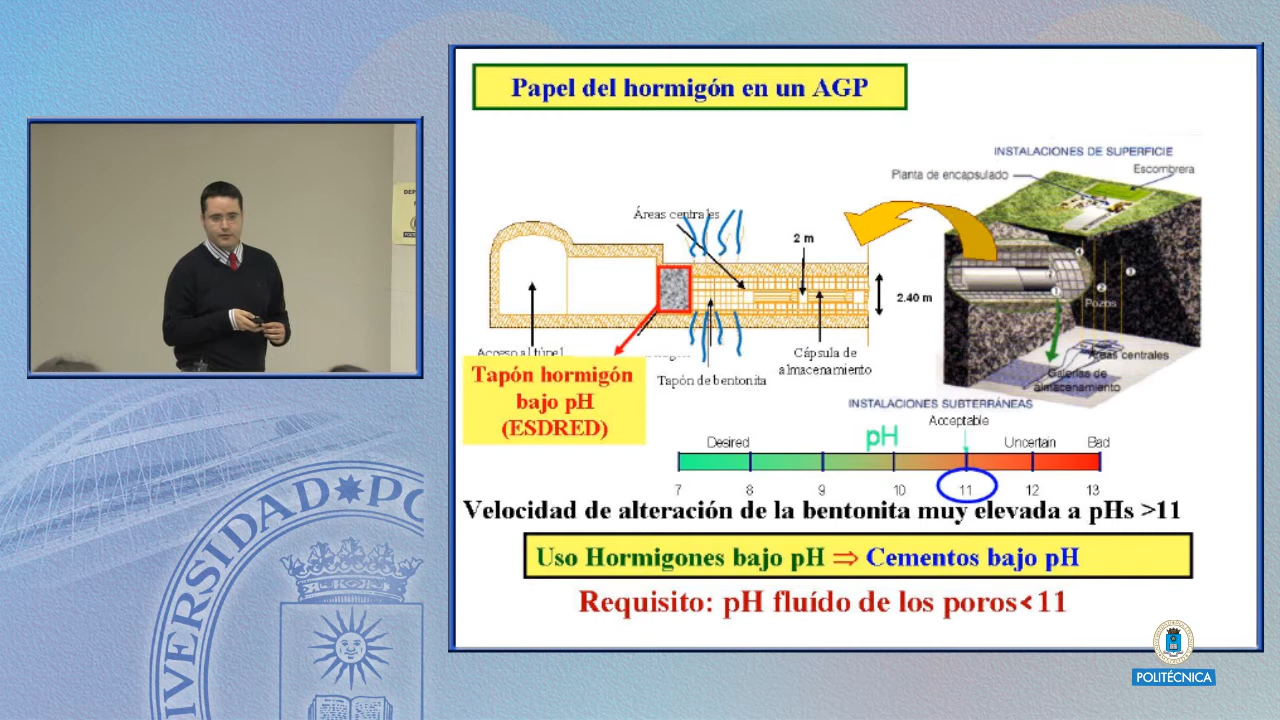 Papel del hormigón en un AGP
INSTALACIONES DE SUPERFICIE
Planta de encapsulado
Escombrera
Áreas centrales
2 m
2.40 m
Pozos
Acceso al túnel
Tapón hormigón
bajo pH
(ESDRED)
Tapón de bentonita
Cápsula de
almacenamiento
Áreas centrales
Galerías de
almacenamiento
INSTALACIONES SUBTERRÁNEAS
Desired
pH
Acceptable
Uncertain
Bad
7 8 9 10 11 12 13
Velocidad de alteración de la bentonita muy elevada a pHs >11
Uso Hormigones bajo pH ⇒ Cementos bajo pH
Requisito: pH fluído de los poros<11
POLITÉCNICA
IVERSIDAD PO